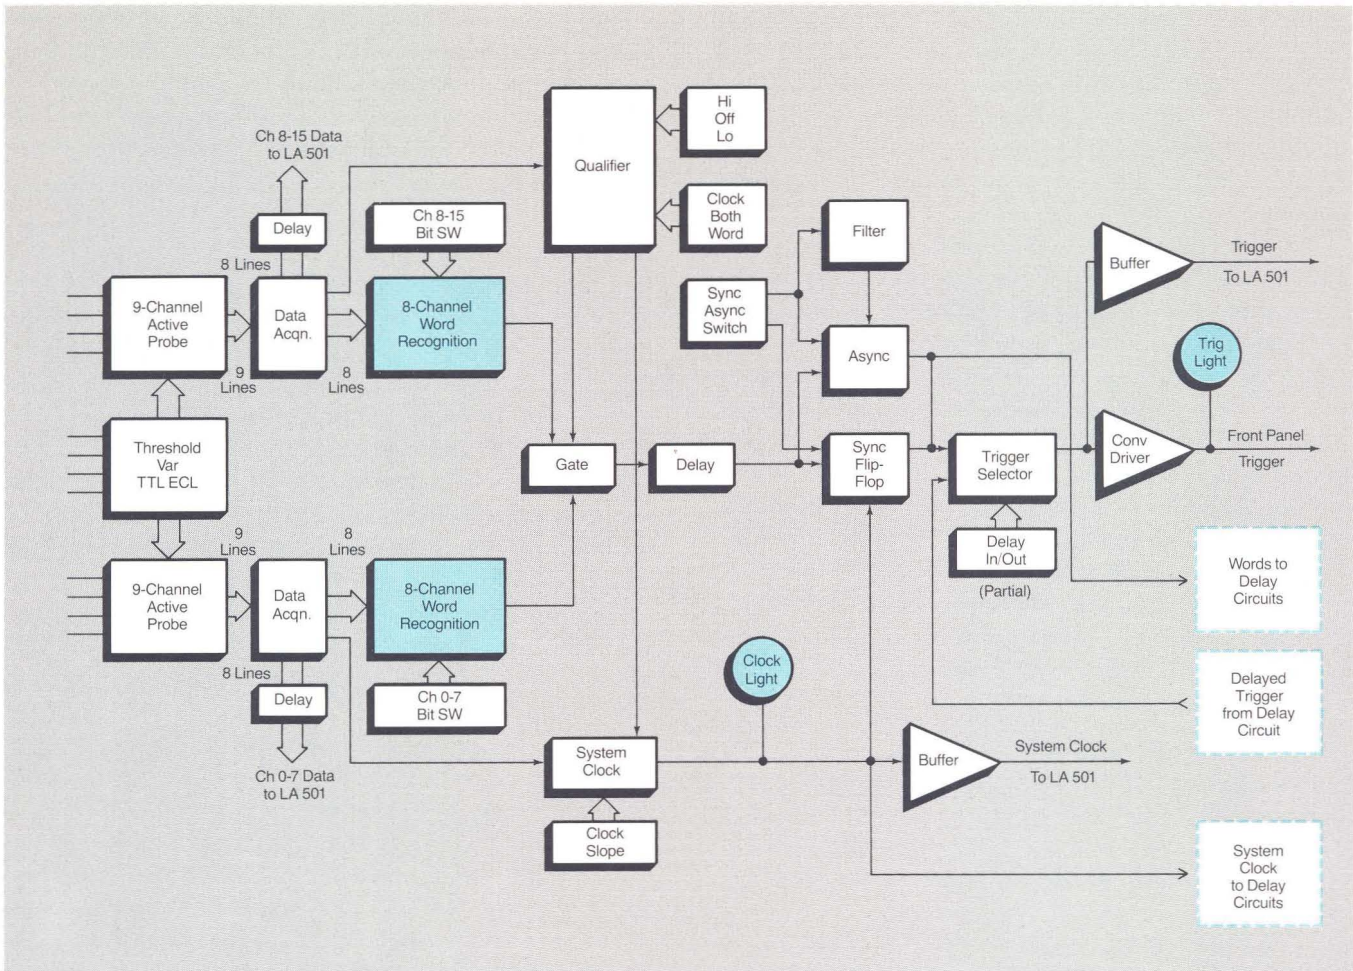 Ch 8-15 Data
to LA 501
Delay
8 Lines
9-Channel
Active
Probe
9
Lines
Data
Acqn.
8
Lines
Ch 8-15
Bit SW
8-Channel
Word
Recognition
Qualifier
Hi
Off
Lo
Clock
Both
Word
Threshold
Var
TTL ECL
9
Lines
8
Lines
9-Channel
Active
Probe
Data
Acqn.
8-Channel
Word
Recognition
8 Lines
Delay
Ch 0-7
Bit SW
Ch 0-7 Data
to LA 501
Gate
Delay
Sync
Async
Switch
Filter
Async
Sync
Flip-
Flop
Trigger
Selector
Delay
In/Out
(Partial)
Buffer
Trigger
To LA 501
Trig
Light
Conv
Driver
Front Panel
Trigger
Words to
Delay
Circuits
Delayed
Trigger
from Delay
Circuit
Clock
Light
System
Clock
Clock
Slope
Buffer
System Clock
To LA 501
System
Clock
to Delay
Circuits